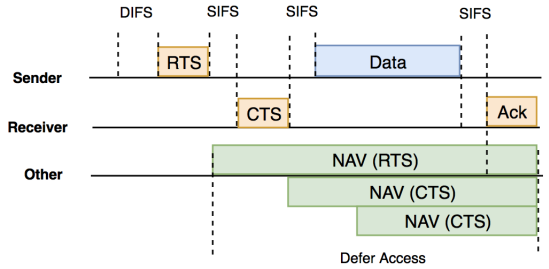 DIFS SIFS SIFS SIFS
RTS Data
Sender
CTS Ack
Receiver
NAV (RTS)
Other
NAV (CTS)
NAV (CTS)
Defer Access